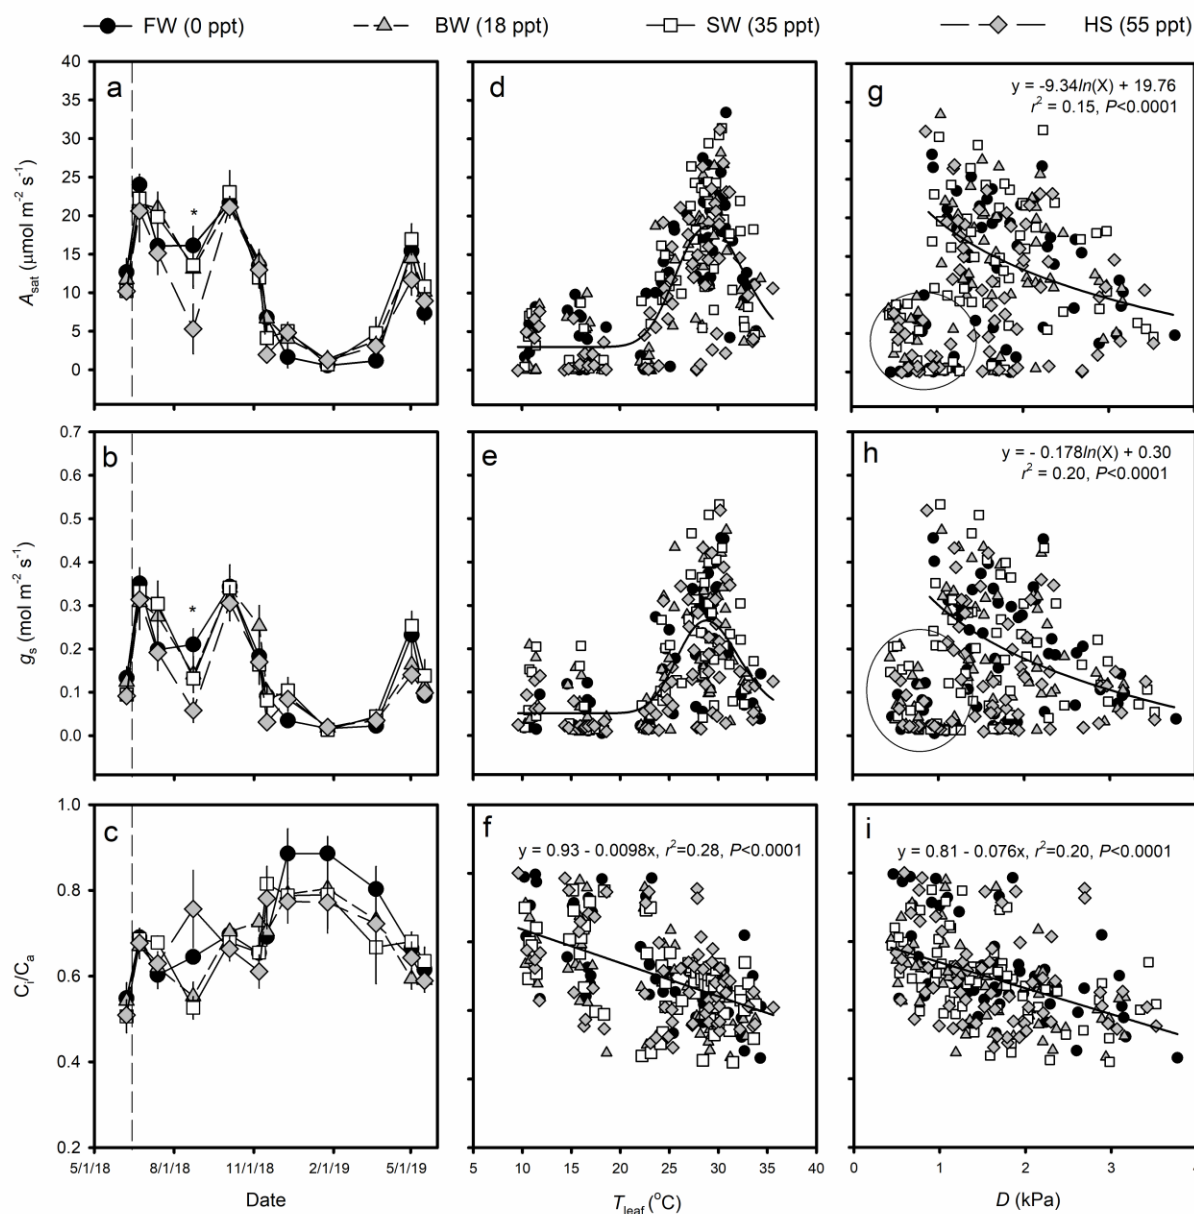 FW (0 ppt) BW (18 ppt) SW (35 ppt) HS (55 ppt)
a
A_sat (μmol m⁻² s⁻¹)
40
35
30
25
20
15
10
5
0
*
d
g
y = -9.34ln(X) + 19.76
r² = 0.15, P<0.0001
b
g_s (mol m⁻² s⁻¹)
0.7
0.6
0.5
0.4
0.3
0.2
0.1
0.0
*
e
h
y = - 0.178ln(X) + 0.30
r² = 0.20, P<0.0001
c
C_i/C_a
1.0
0.8
0.6
0.4
0.2
5/1/18 8/1/18 11/1/18 2/1/19 5/1/19
Date
f
y = 0.93 - 0.0098x, r²=0.28, P<0.0001
10 15 20 25 30 35 40
T_leaf (°C)
i
y = 0.81 - 0.076x, r²=0.20, P<0.0001
0 1 2 3
D (kPa)